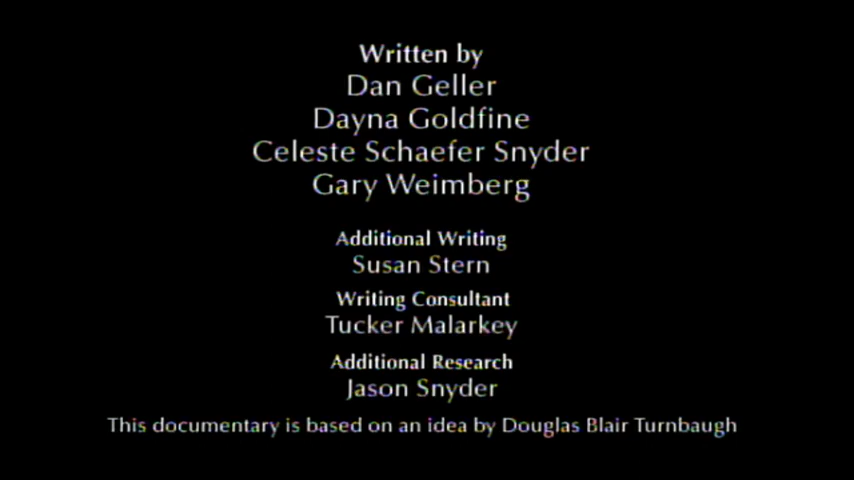 Written by
Dan Geller
Dayna Goldfine
Celeste Schaefer Snyder
Gary Weimberg
Additional Writing
Susan Stern
Writing Consultant
Tucker Malarkey
Additional Research
Jason Snyder
This documentary is based on an idea by Douglas Blair Turnbaugh